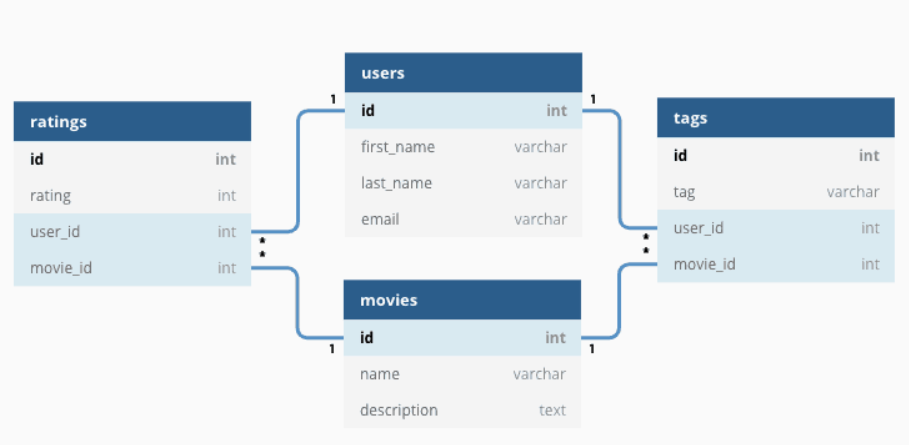 users
1
id int
1
first_name varchar
last_name varchar
email varchar
ratings
id int
rating int
user_id int
*
*
movie_id int
1
tags
id int
tag varchar
user_id int
*
*
movie_id int
1
movies
id int
name varchar
description text